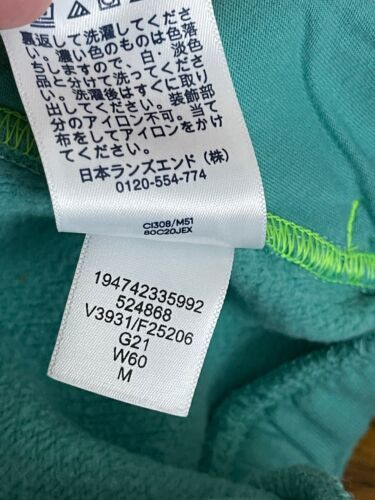 裏返して洗濯してください。
濃い色のものは色落
ちしますので、白・淡色
品と分けて洗ってくださ
い。洗濯後はすぐに取り
出してください。装飾部
分のアイロン不可。当て
布をしてアイロンをかけ
てください。
日本ランズエンド（株）
0120-554-774
CI308/M51
80C20JEX
194742335992
524868
V3931/F25206
G21
W60
M